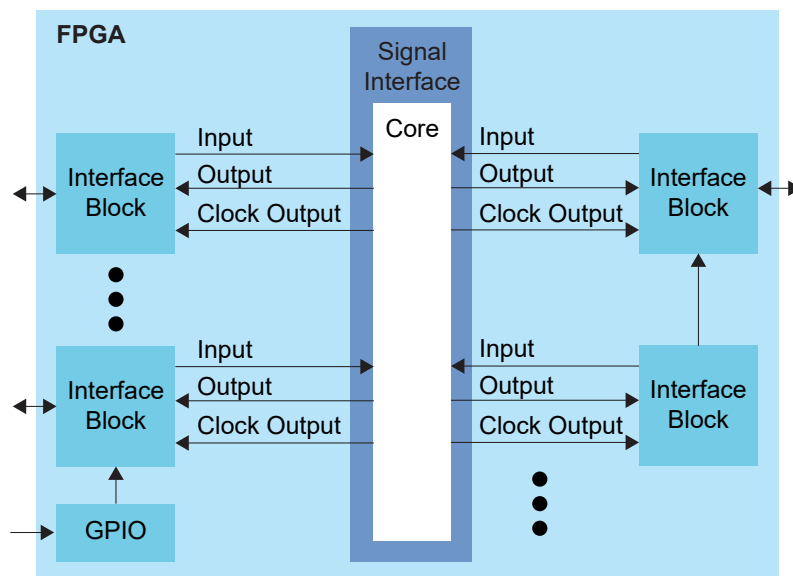 FPGA
Signal
Interface
Core
Input
Output
Clock Output
Interface
Block
Input
Output
Clock Output
Interface
Block
Input
Output
Clock Output
Interface
Block
Input
Output
Clock Output
Interface
Block
GPIO